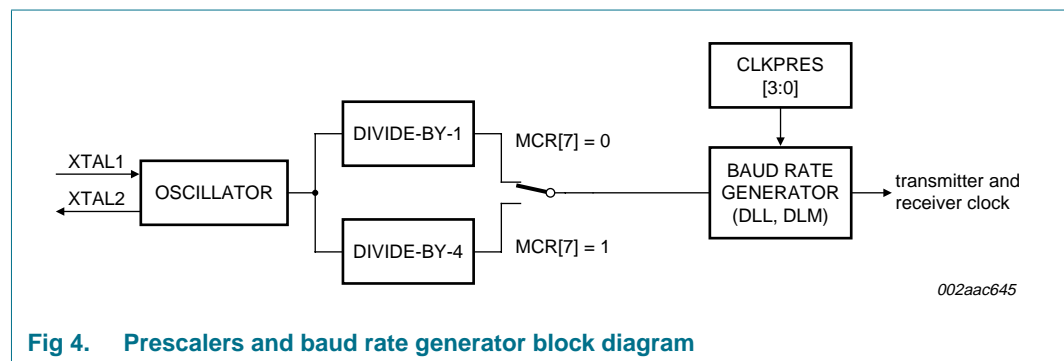 CLKPRES
[3:0]
DIVIDE-BY-1
MCR[7] = 0
XTAL1
XTAL2
OSCILLATOR
BAUD RATE
GENERATOR
(DLL, DLM)
transmitter and
receiver clock
DIVIDE-BY-4
MCR[7] = 1
002aac645
Fig 4. Prescalers and baud rate generator block diagram